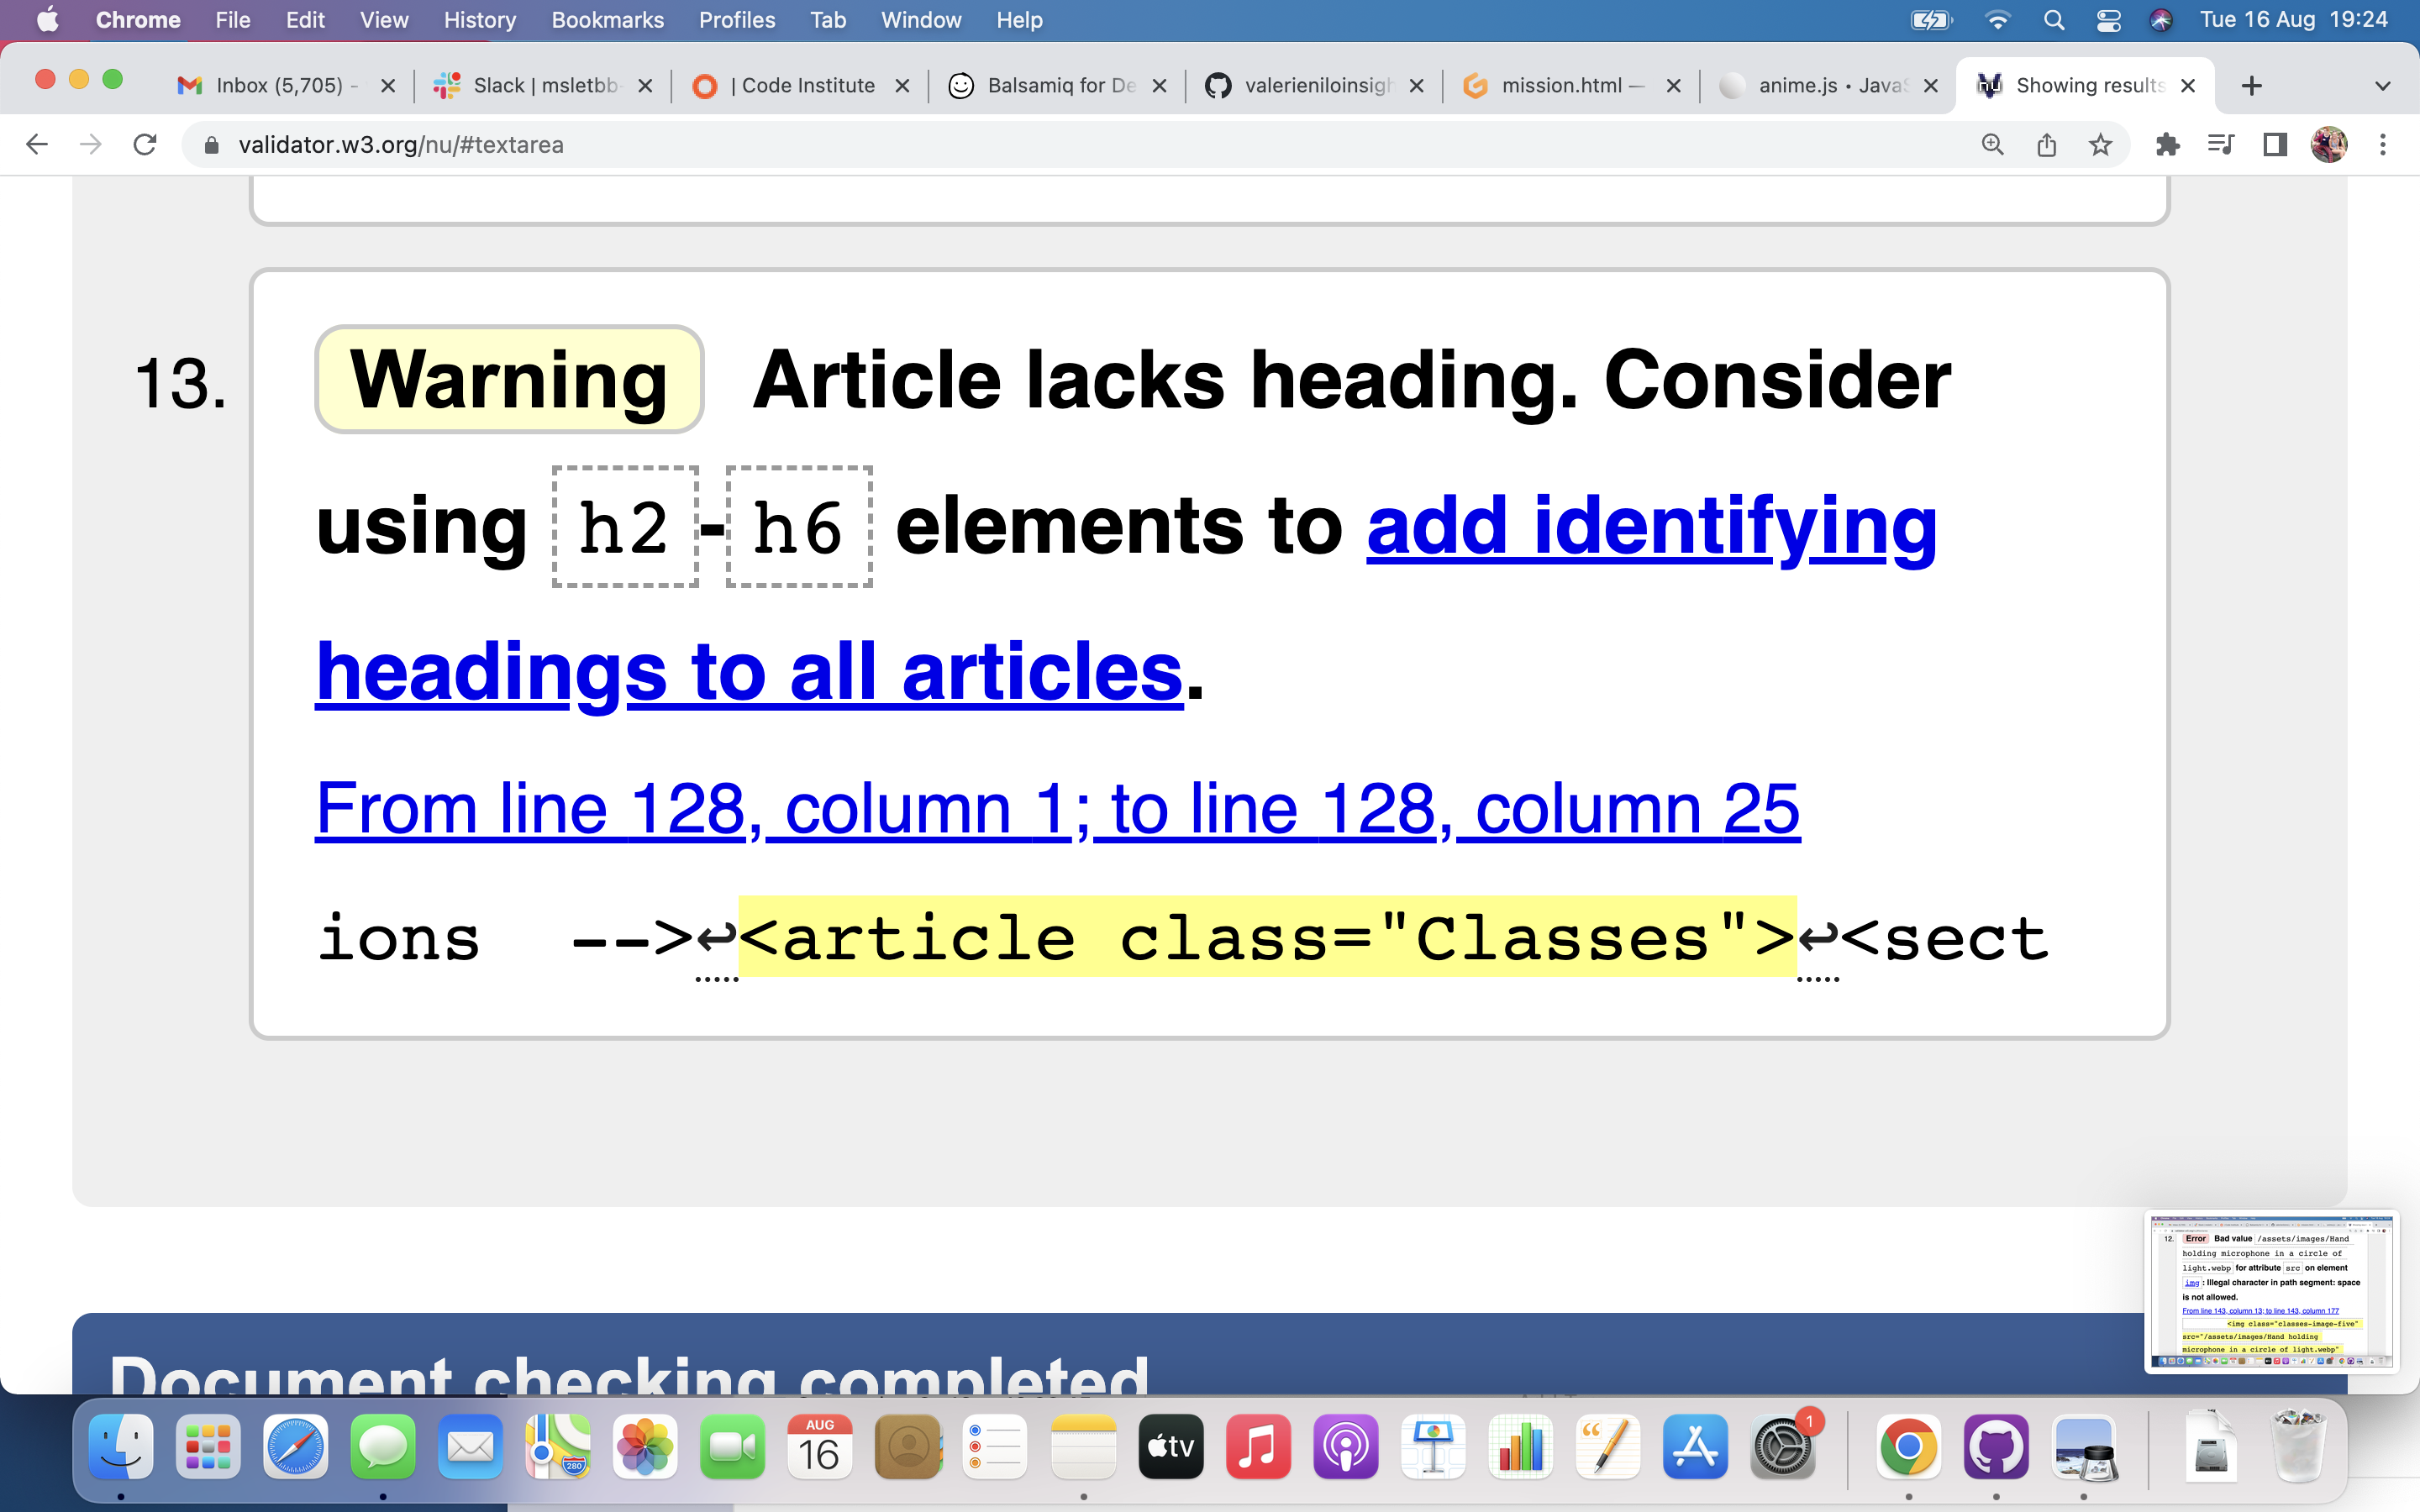 Chrome File Edit View History Bookmarks Profiles Tab Window Help Tue 16 Aug 19:24
Inbox (5,705) - Slack | msletbb- | Code Institute Balsamiq for De valerieniloinsigh mission.html — anime.js • JavaS Showing results
validator.w3.org/nu/#textarea
13. Warning Article lacks heading. Consider
using h2-h6 elements to add identifying
headings to all articles.
From line 128, column 1; to line 128, column 25
ions -->↩<article class="Classes">↩<sect
12. Error Bad value /assets/images/Hand
holding microphone in a circle of
light.webp for attribute src on element
img: Illegal character in path segment: space
is not allowed.
From line 143, column 13; to line 143, column 177
<img class="classes-image-five"
src="/assets/images/Hand holding
microphone in a circle of light.webp"
Document checking completed
280
AUG
16
tv
1